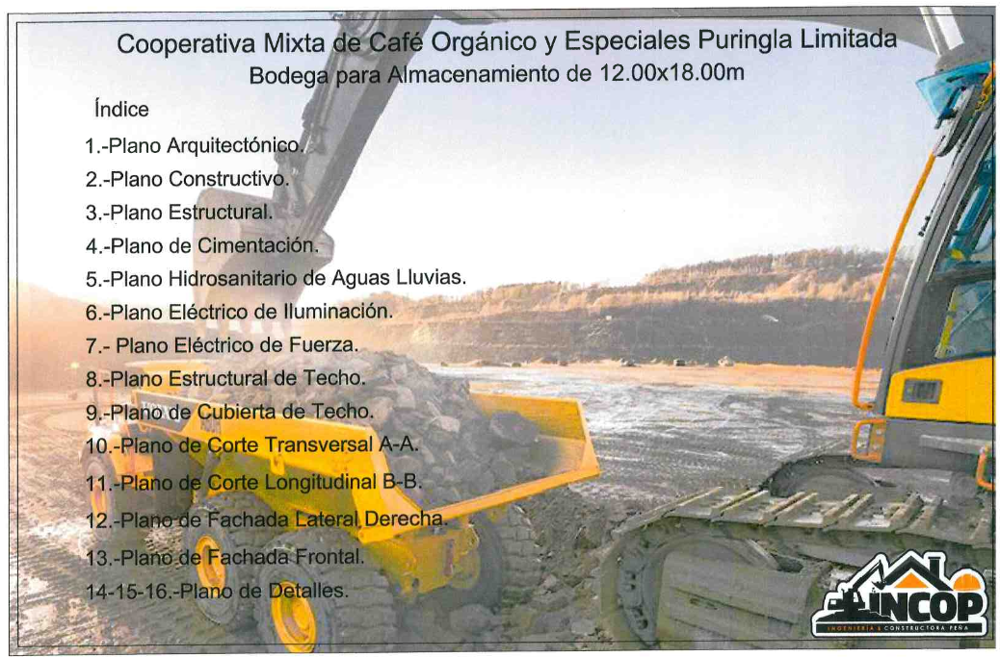 Cooperativa Mixta de Café Orgánico y Especiales Puringla Limitada
Bodega para Almacenamiento de 12.00x18.00m
Índice
1.-Plano Arquitectónico.
2.-Plano Constructivo.
3.-Plano Estructural.
4.-Plano de Cimentación.
5.-Plano Hidrosanitario de Aguas Lluvias.
6.-Plano Eléctrico de Iluminación.
7.- Plano Eléctrico de Fuerza.
8.-Plano Estructural de Techo.
9.-Plano de Cubierta de Techo.
10.-Plano de Corte Transversal A-A.
11.-Plano de Corte Longitudinal B-B.
12.-Plano de Fachada Lateral Derecha.
13.-Plano de Fachada Frontal.
14-15-16.-Plano de Detalles.
INCOP
INGENIERÍA & CONSTRUCTORA PEÑA